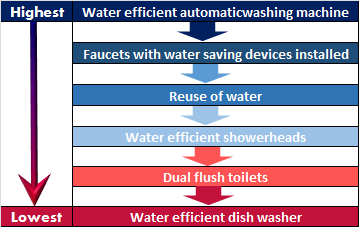 Highest
Water efficient automaticwashing machine
Faucets with water saving devices installed
Reuse of water
Water efficient showerheads
Dual flush toilets
Lowest
Water efficient dish washer